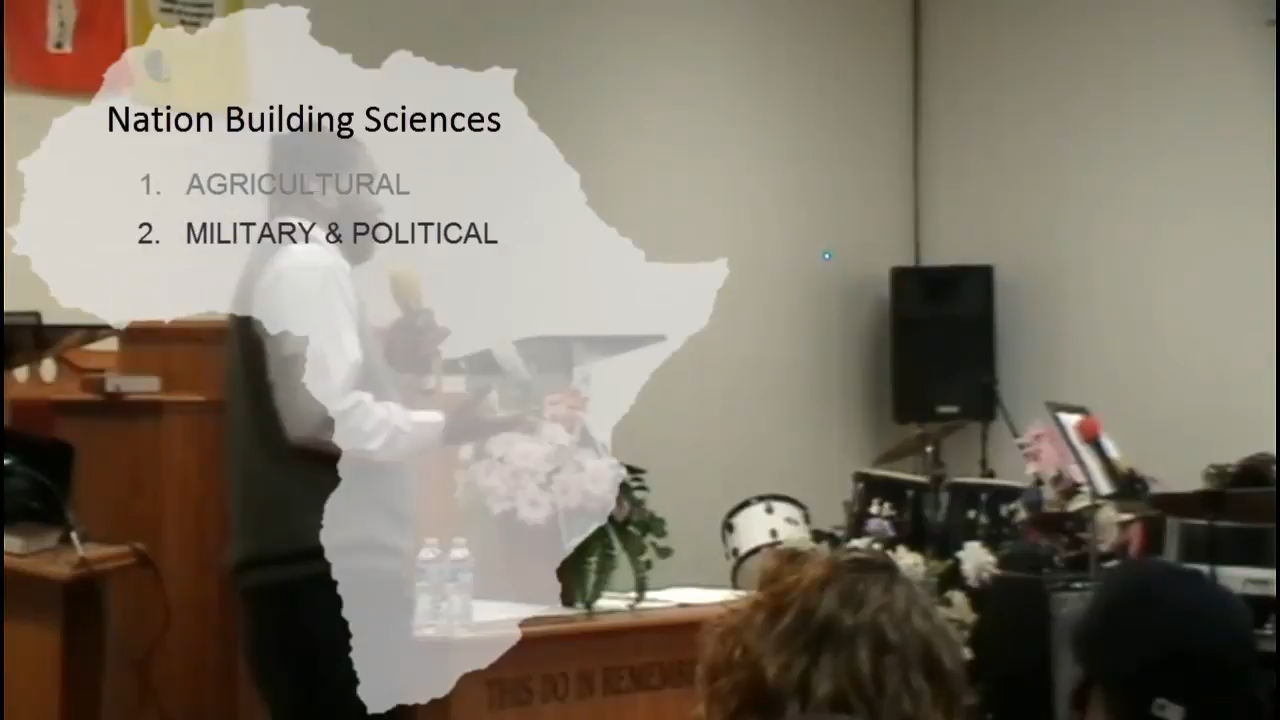 Nation Building Sciences
1. AGRICULTURAL
2. MILITARY & POLITICAL
THIS DO IN REMEMB